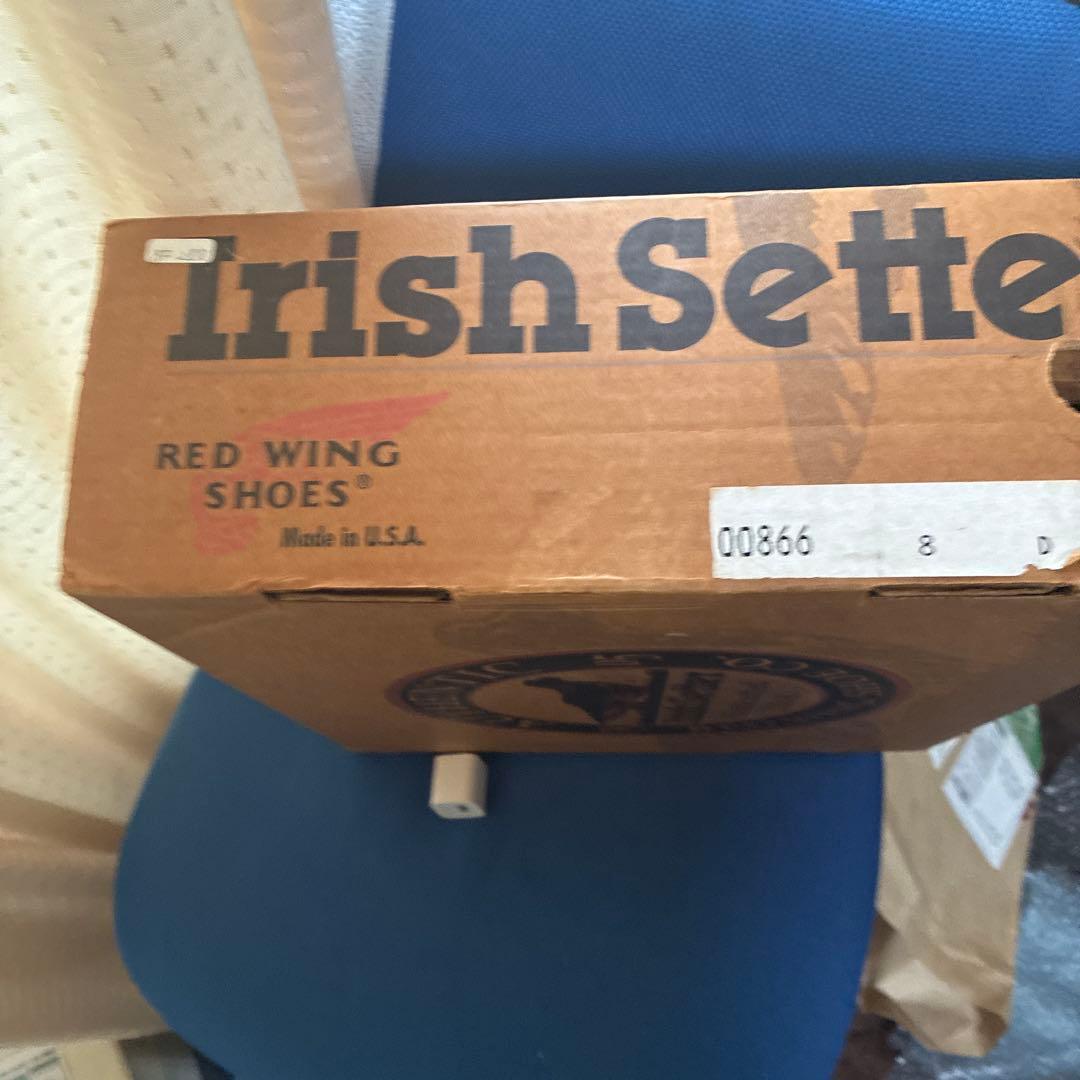 Irish Sette
RED WING
SHOES®
Made in U.S.A.
00866 8 D